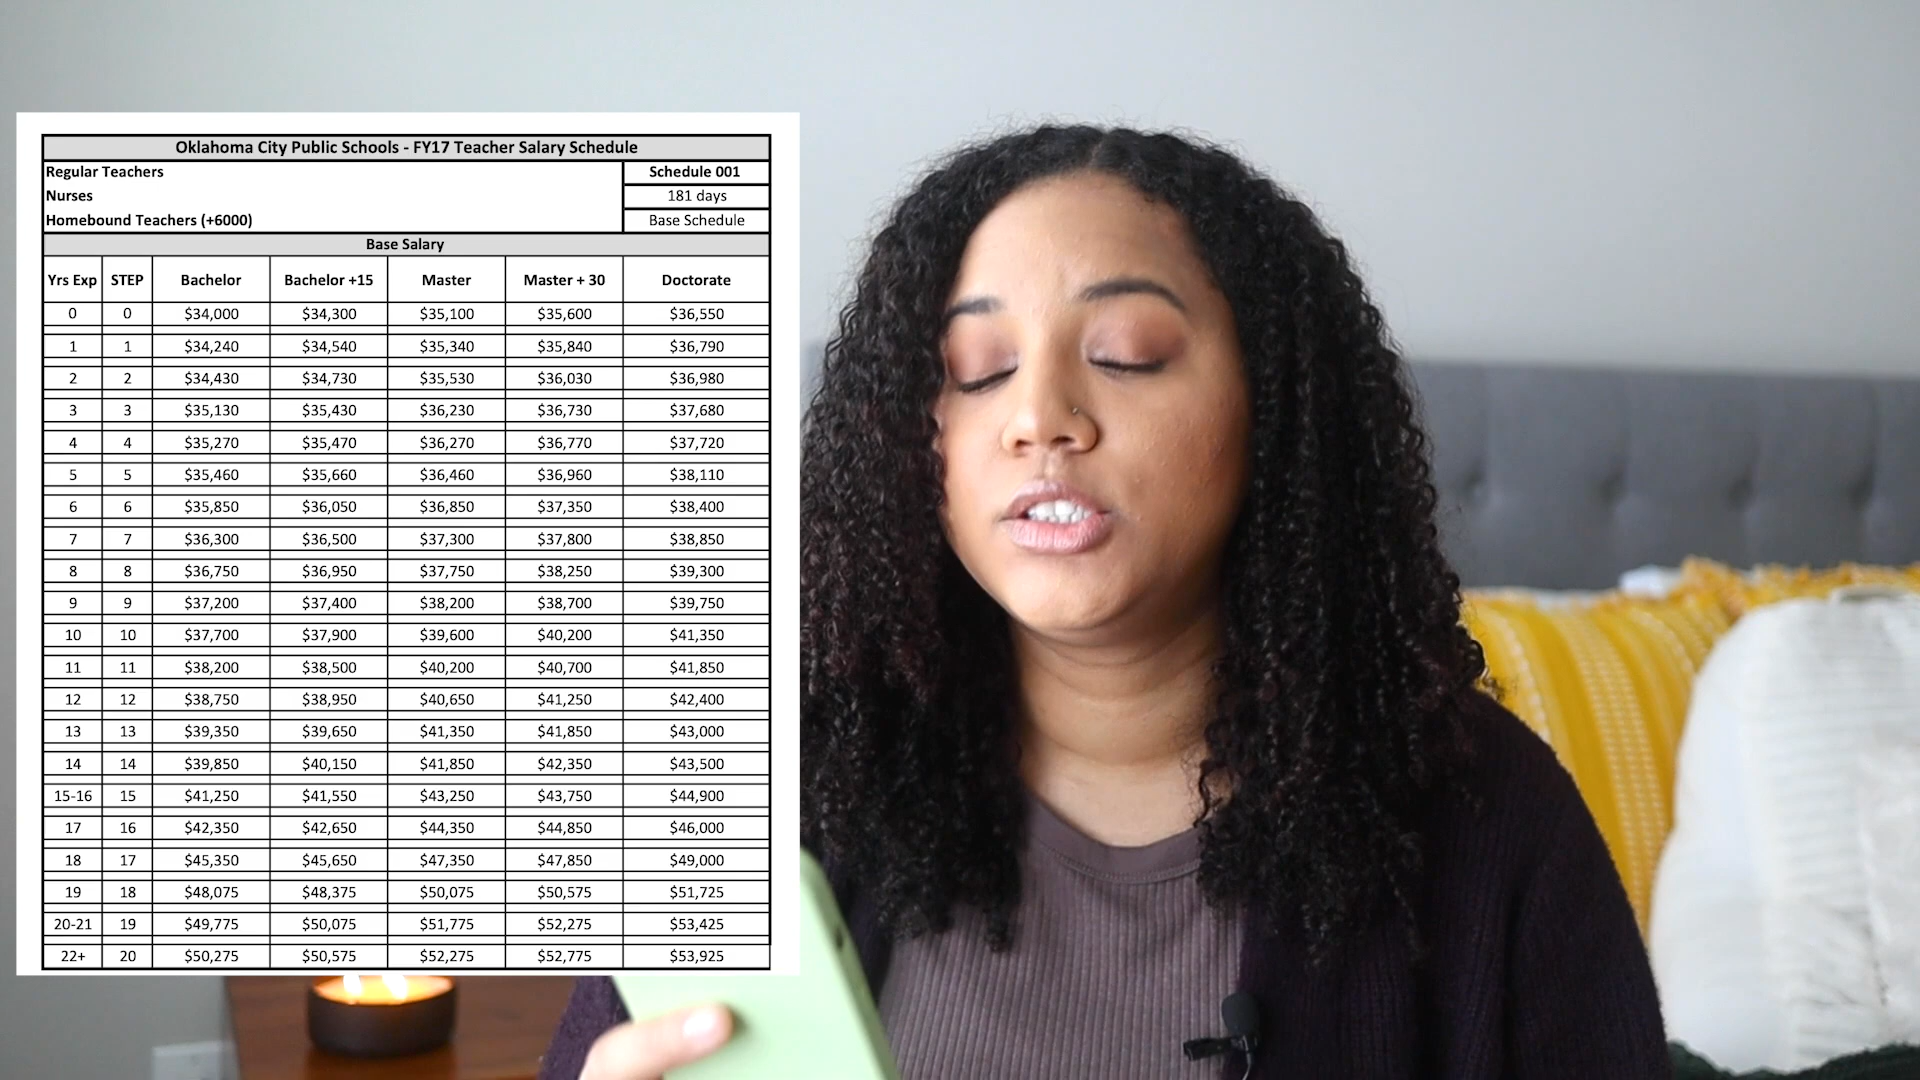 Oklahoma City Public Schools - FY17 Teacher Salary Schedule
Regular Teachers Schedule 001
Nurses 181 days
Homebound Teachers (+6000) Base Schedule
Base Salary
Yrs Exp STEP Bachelor Bachelor +15 Master Master + 30 Doctorate
0 0 $34,000 $34,300 $35,100 $35,600 $36,550
1 1 $34,240 $34,540 $35,340 $35,840 $36,790
2 2 $34,430 $34,730 $35,530 $36,030 $36,980
3 3 $35,130 $35,430 $36,230 $36,730 $37,680
4 4 $35,270 $35,470 $36,270 $36,770 $37,720
5 5 $35,460 $35,660 $36,460 $36,960 $38,110
6 6 $35,850 $36,050 $36,850 $37,350 $38,400
7 7 $36,300 $36,500 $37,300 $37,800 $38,850
8 8 $36,750 $36,950 $37,750 $38,250 $39,300
9 9 $37,200 $37,400 $38,200 $38,700 $39,750
10 10 $37,700 $37,900 $39,600 $40,200 $41,350
11 11 $38,200 $38,500 $40,200 $40,700 $41,850
12 12 $38,750 $38,950 $40,650 $41,250 $42,400
13 13 $39,350 $39,650 $41,350 $41,850 $43,000
14 14 $39,850 $40,150 $41,850 $42,350 $43,500
15-16 15 $41,250 $41,550 $43,250 $43,750 $44,900
17 16 $42,350 $42,650 $44,350 $44,850 $46,000
18 17 $45,350 $45,650 $47,350 $47,850 $49,000
19 18 $48,075 $48,375 $50,075 $50,575 $51,725
20-21 19 $49,775 $50,075 $51,775 $52,275 $53,425
22+ 20 $50,275 $50,575 $52,275 $52,775 $53,925